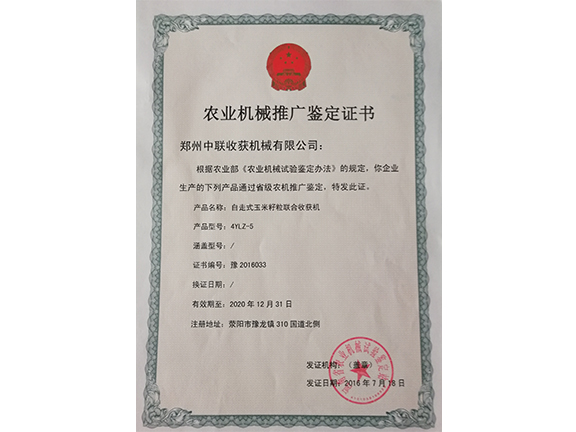 农业机械推广鉴定证书
郑州中联收获机械有限公司：
根据农业部《农业机械试验鉴定办法》的规定，你企业
生产的下列产品通过省级农机推广鉴定，特发此证。
产品名称：自走式玉米籽粒联合收获机
产品型号：4YLZ-5
涵盖型号：/
证书编号：豫 2016033
换证日期：/
有效期至：2020 年 12 月 31 日
注册地址：荥阳市豫龙镇 310 国道北侧
发证机构：（盖章）
发证日期：2016 年 7 月 18 日